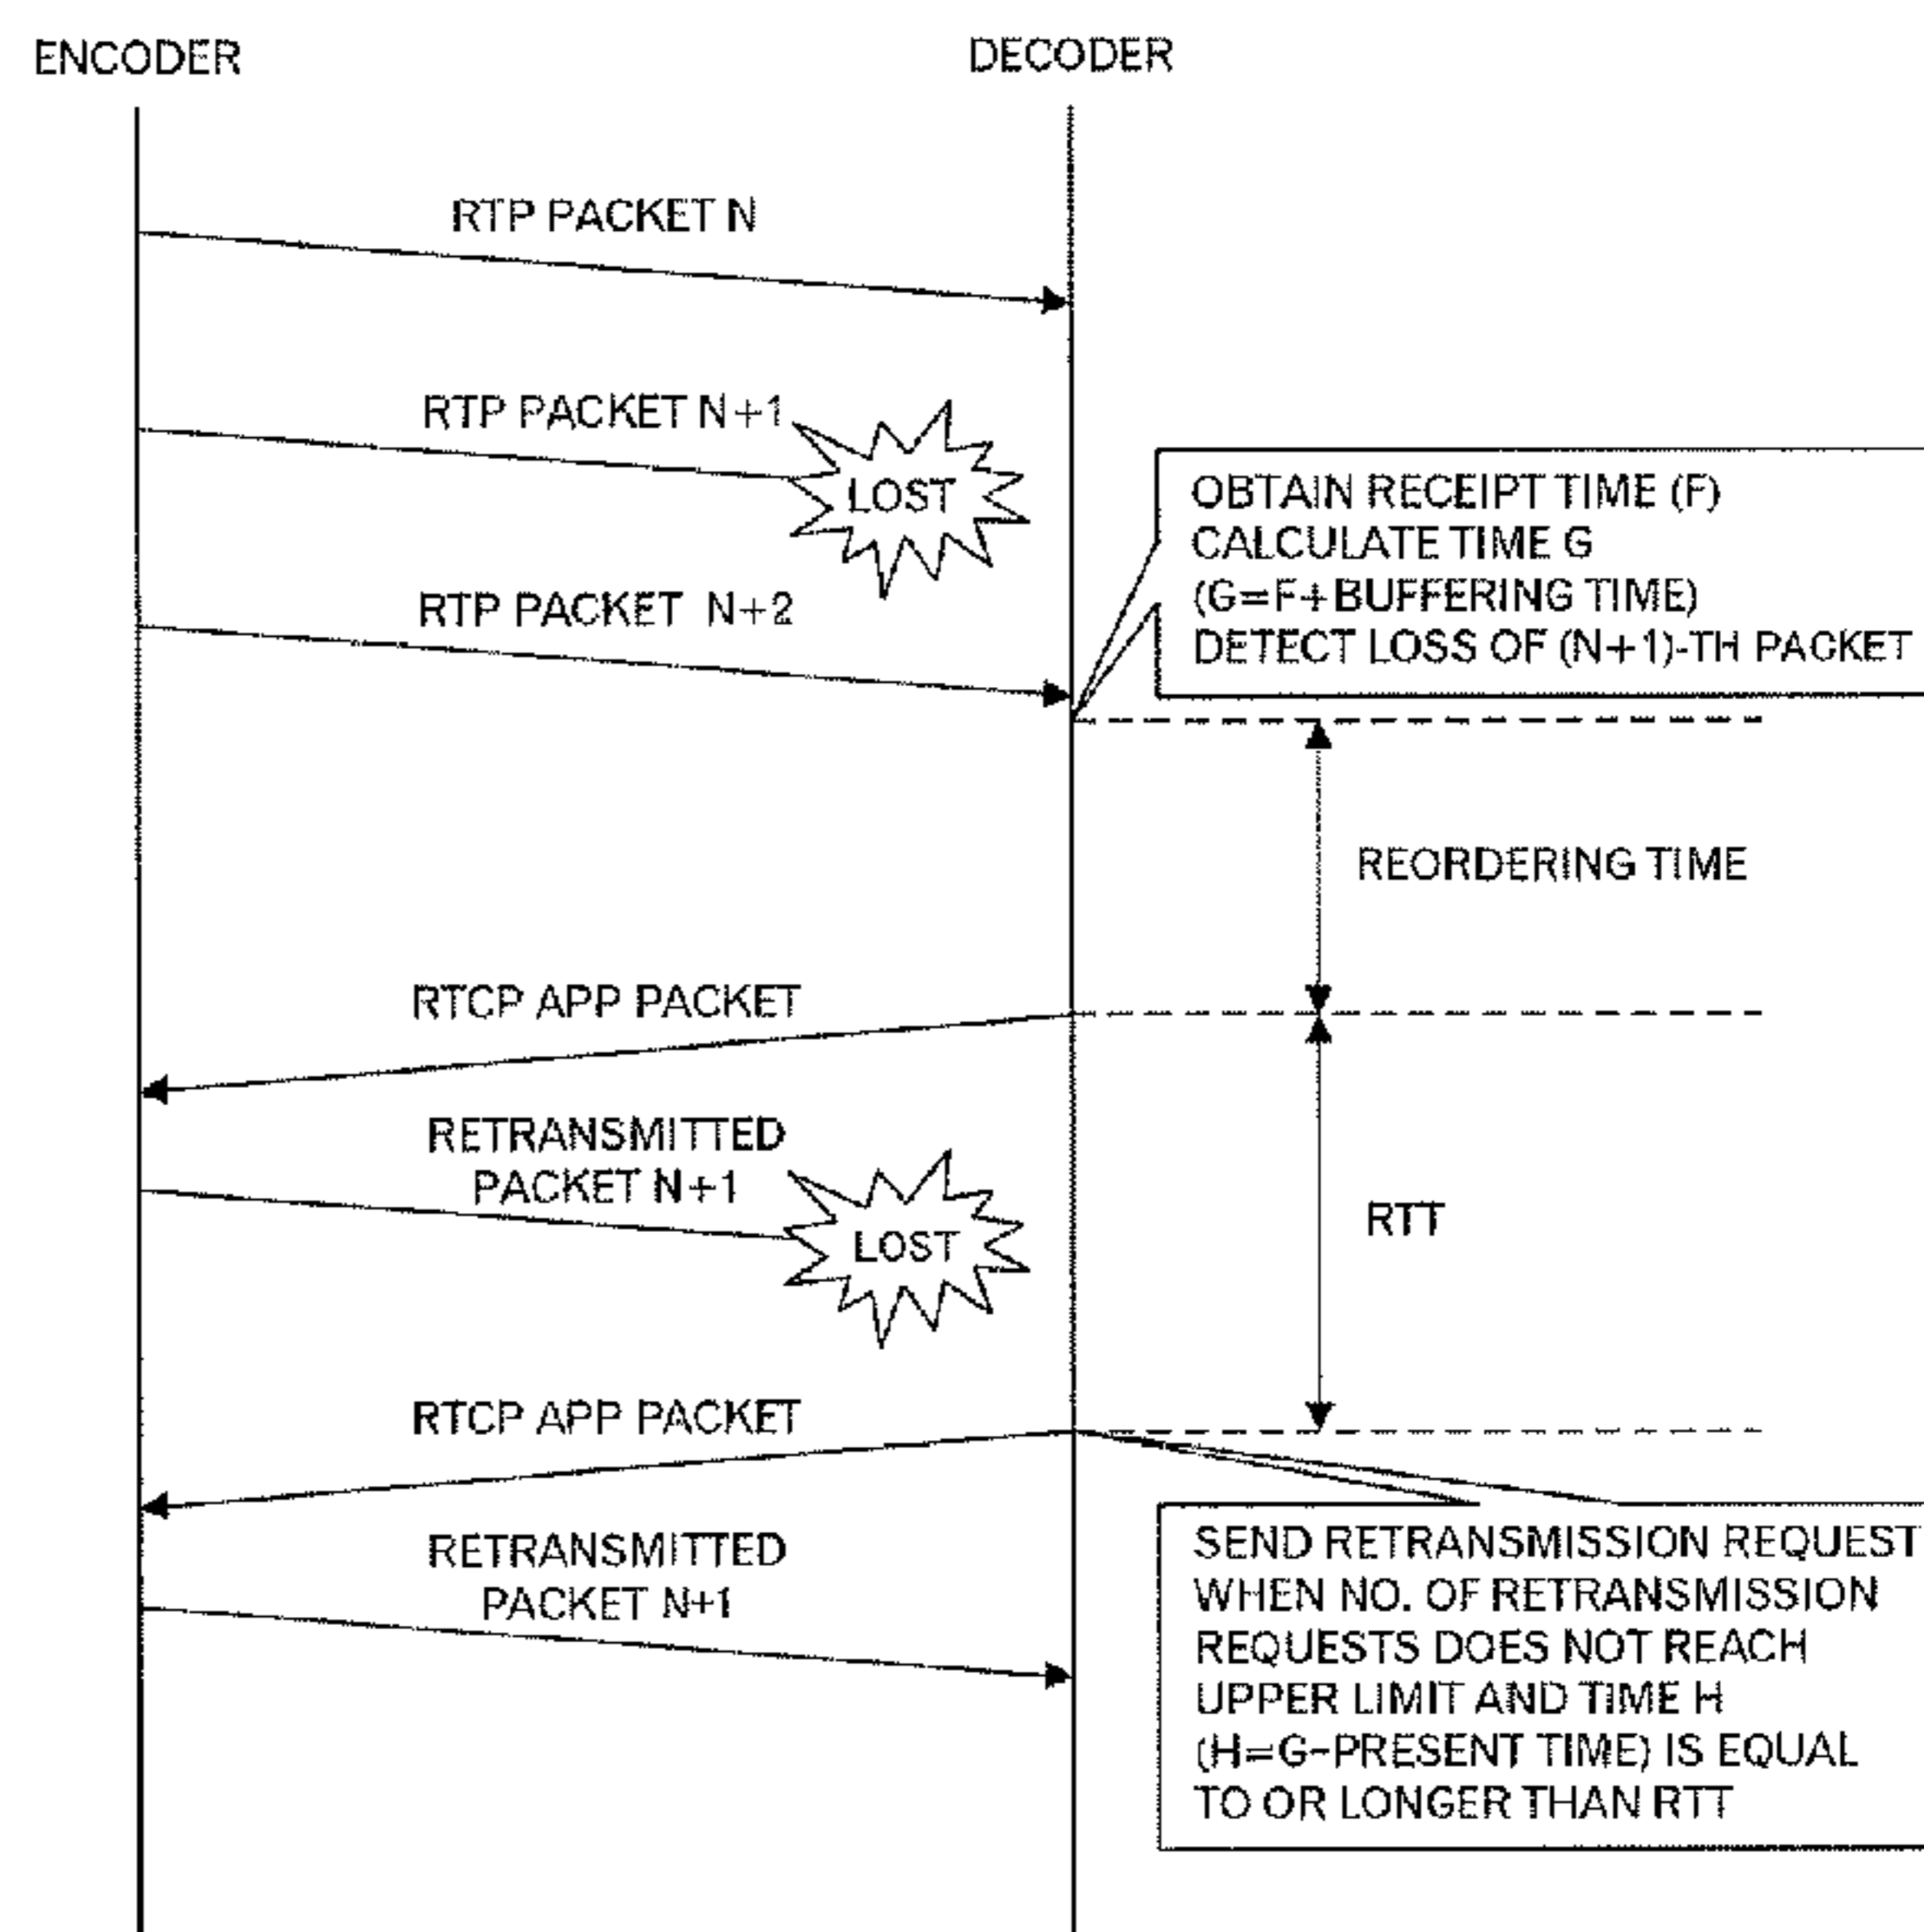 ENCODER
DECODER
RTP PACKET N
RTP PACKET N+1
LOST
OBTAIN RECEIPT TIME (F)
CALCULATE TIME G
(G=F+BUFFERING TIME)
DETECT LOSS OF (N+1)-TH PACKET
RTP PACKET N+2
REORDERING TIME
RTCP APP PACKET
RETRANSMITTED
PACKET N+1
LOST
RTT
RTCP APP PACKET
RETRANSMITTED
PACKET N+1
SEND RETRANSMISSION REQUEST
WHEN NO. OF RETRANSMISSION
REQUESTS DOES NOT REACH
UPPER LIMIT AND TIME H
(H=G-PRESENT TIME) IS EQUAL
TO OR LONGER THAN RTT